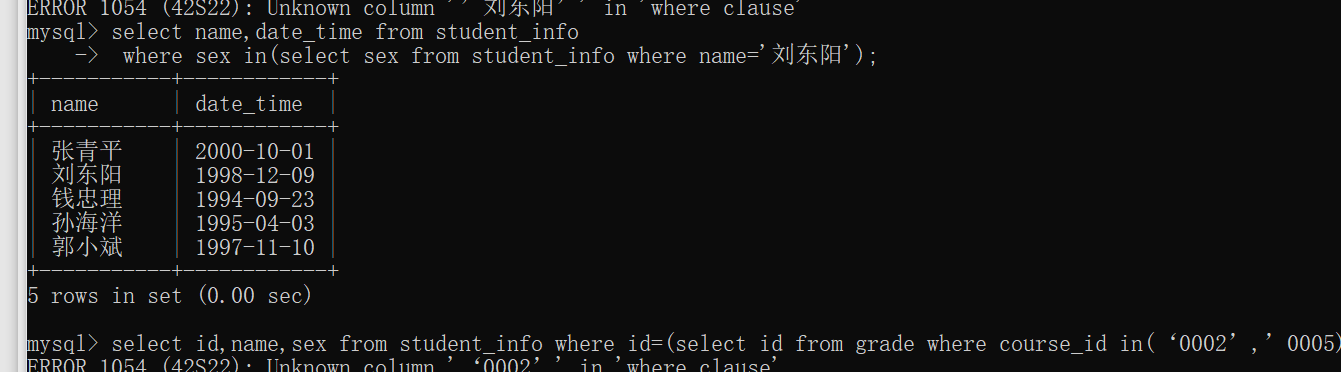 ERROR 1054 (42S22): Unknown column '’刘东阳’' in 'where clause'
mysql> select name,date_time from student_info
    ->  where sex in(select sex from student_info where name='刘东阳');
+-----------+------------+
| name      | date_time  |
+-----------+------------+
| 张青平    | 2000-10-01 |
| 刘东阳    | 1998-12-09 |
| 钱忠理    | 1994-09-23 |
| 孙海洋    | 1995-04-03 |
| 郭小斌    | 1997-11-10 |
+-----------+------------+
5 rows in set (0.00 sec)
mysql> select id,name,sex from student_info where id=(select id from grade where course_id in(‘0002’,’0005)
ERROR 1054 (42S22): Unknown column '‘0002’' in 'where clause'